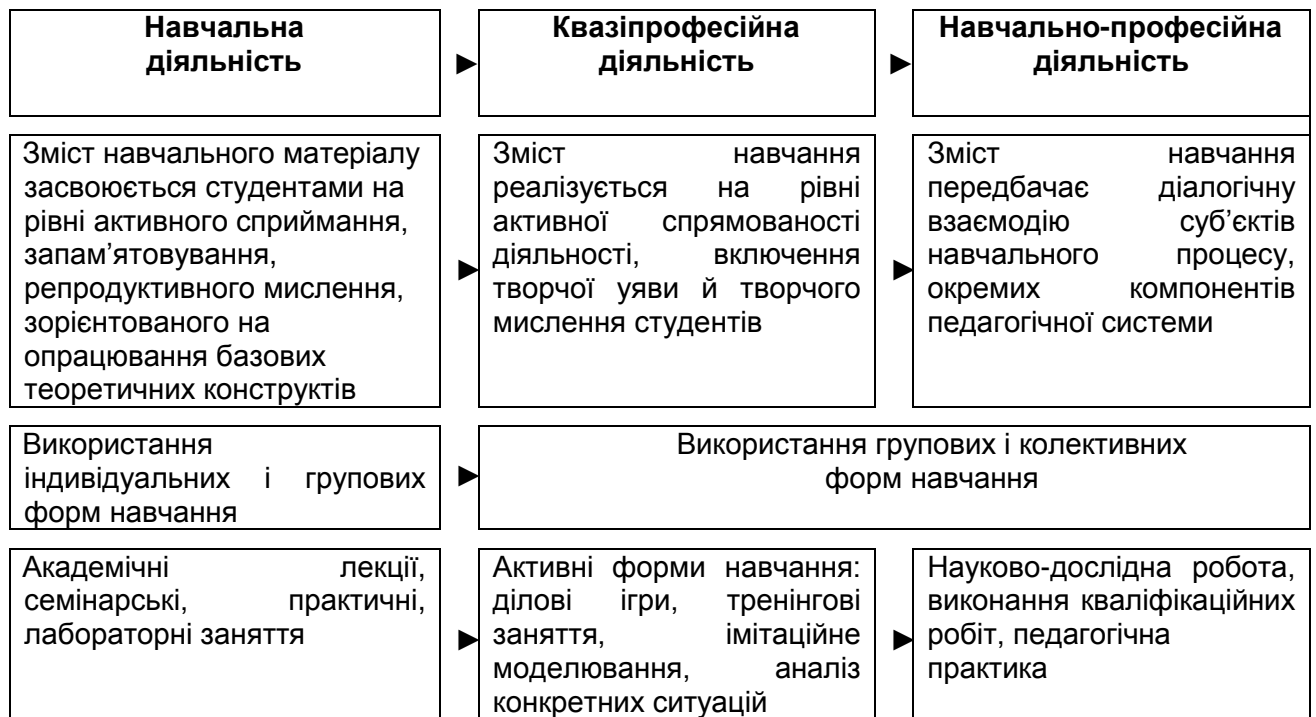 Навчальна
діяльність
Квазіпрофесійна
діяльність
Навчально-професійна
діяльність
Зміст навчального матеріалу
засвоюється студентами на
рівні активного сприймання,
запам’ятовування,
репродуктивного мислення,
зорієнтованого на
опрацювання базових
теоретичних конструктів
Зміст навчання
реалізується на рівні
активної спрямованості
діяльності, включення
творчої уяви й творчого
мислення студентів
Зміст навчання
передбачає діалогічну
взаємодію суб’єктів
навчального процесу,
окремих компонентів
педагогічної системи
Використання
індивідуальних і групових
форм навчання
Використання групових і колективних
форм навчання
Академічні лекції,
семінарські, практичні,
лабораторні заняття
Активні форми навчання:
ділові ігри, тренінгові
заняття, імітаційне
моделювання, аналіз
конкретних ситуацій
Науково-дослідна робота,
виконання кваліфікаційних
робіт, педагогічна
практика